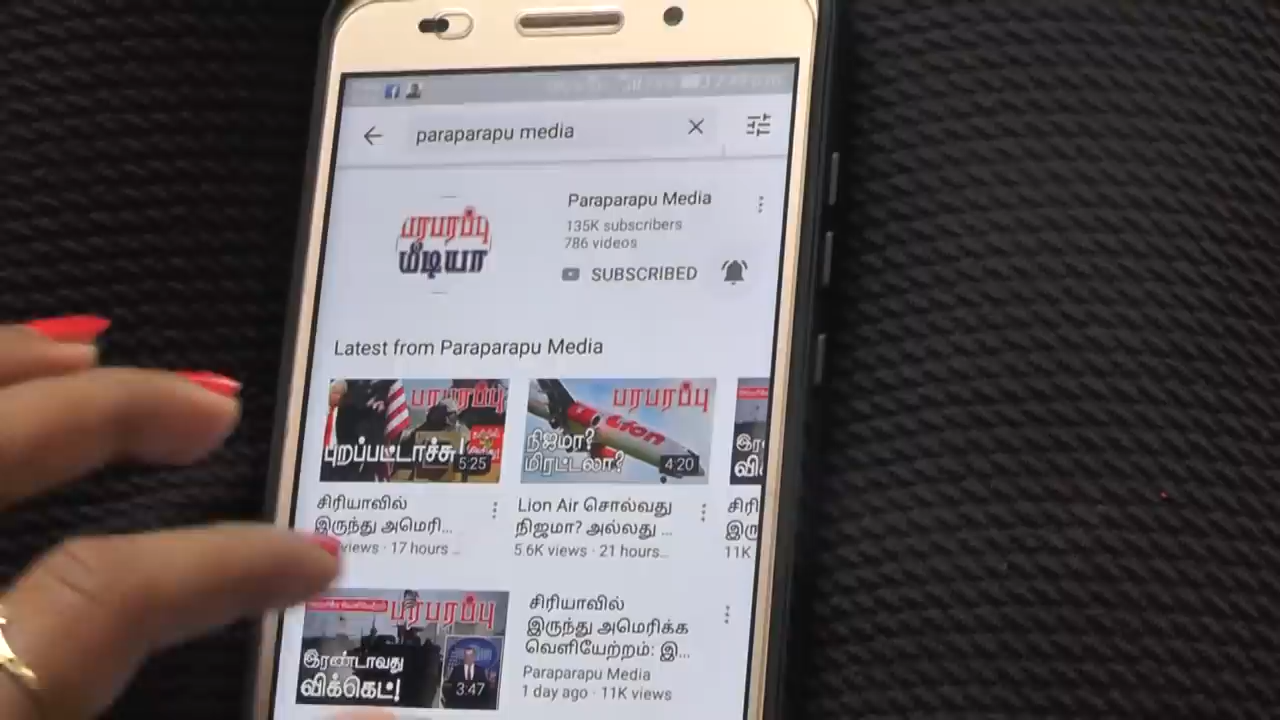 paraparapu media
பரபரப்பு
மீடியா
Paraparapu Media
135K subscribers
786 videos
SUBSCRIBED
Latest from Paraparapu Media
பரபரப்பு
புறப்பட்டாச்சு!
5:25
பரபரப்பு
Lion
நிஜமா?
மிரட்டலா?
4:20
சிரியாவில்
இருந்து அமெரி...
views · 17 hours ...
Lion Air சொல்வது
நிஜமா? அல்லது ...
5.6K views · 21 hours...
சிரி
இரு
11K
பரபரப்பு
இரண்டாவது
விக்கெட்!
3:47
சிரியாவில்
இருந்து அமெரிக்க
வெளியேற்றம்: இ...
Paraparapu Media
1 day ago · 11K views